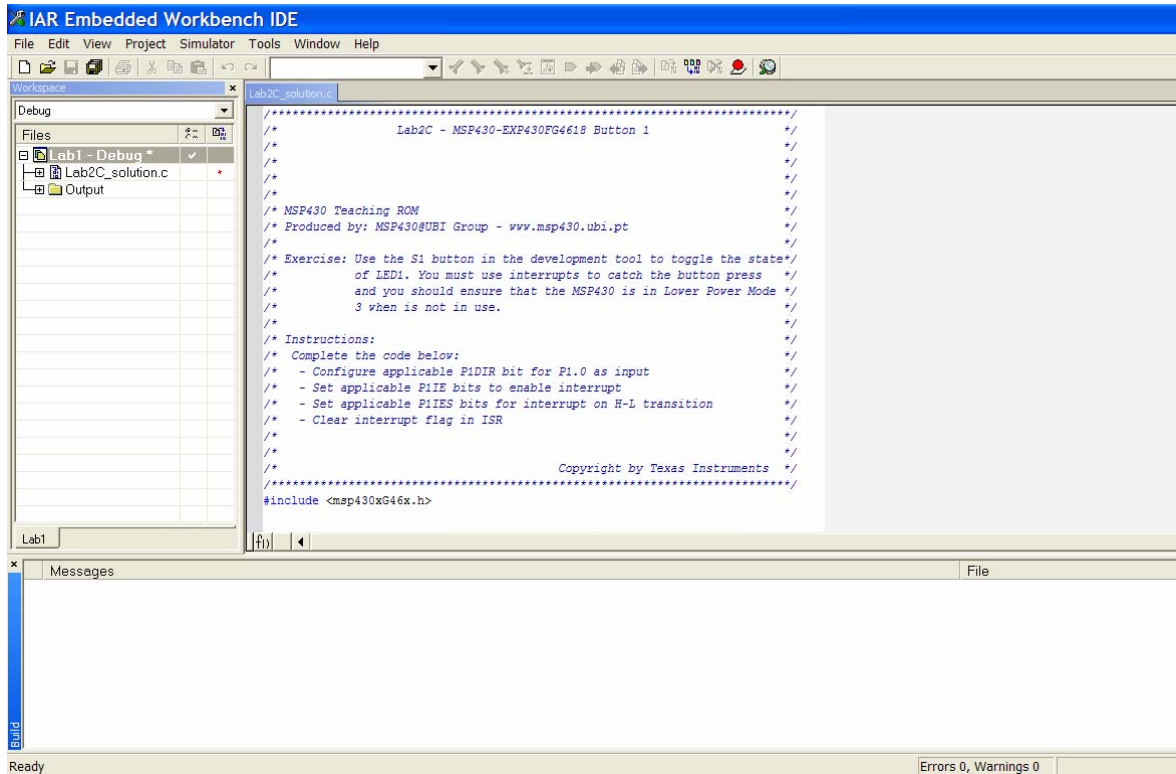 IAR Embedded Workbench IDE
File Edit View Project Simulator Tools Window Help
Workspace
Debug
Files
Lab1 - Debug *
Lab2C_solution.c
Output
Lab1
Lab2C_solution.c
/**************************************************************************/
/* Lab2C - MSP430-EXP430FG4618 Button 1 */
/* */
/* */
/* */
/* */
/* MSP430 Teaching ROM
/* Produced by: MSP430@UBI Group - www.msp430.ubi.pt
/* */
/* Exercise: Use the S1 button in the development tool to toggle the state*/
/* of LED1. You must use interrupts to catch the button press */
/* and you should ensure that the MSP430 is in Lower Power Mode */
/* 3 when is not in use. */
/* */
/* Instructions: */
/* Complete the code below: */
/* - Configure applicable P1DIR bit for P1.0 as input */
/* - Set applicable P1IE bits to enable interrupt */
/* - Set applicable P1IES bits for interrupt on H-L transition */
/* - Clear interrupt flag in ISR */
/* */
/* */
/* Copyright by Texas Instruments */
/**************************************************************************/
#include <msp430xG46x.h>
f()
Messages File
Build
Ready Errors 0, Warnings 0